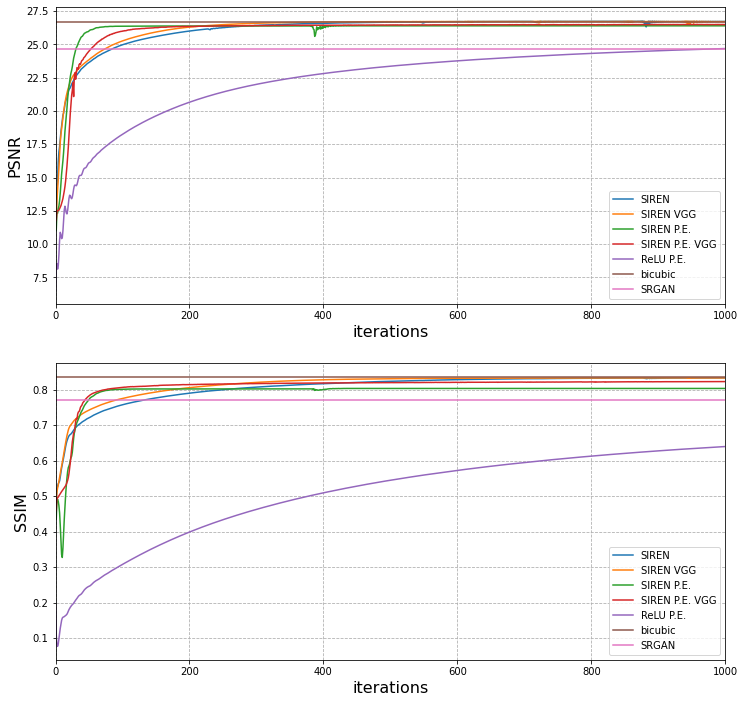 27.5
25.0
22.5
20.0
17.5
15.0
12.5
10.0
7.5
PSNR
SIREN
SIREN VGG
SIREN P.E.
SIREN P.E. VGG
ReLU P.E.
bicubic
SRGAN
0 200 400 600 800 1000
iterations
0.8
0.7
0.6
0.5
0.4
0.3
0.2
0.1
SSIM
SIREN
SIREN VGG
SIREN P.E.
SIREN P.E. VGG
ReLU P.E.
bicubic
SRGAN
0 200 400 600 800 1000
iterations